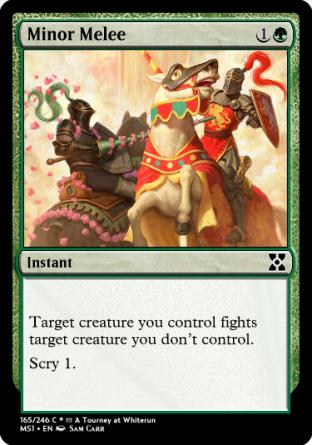 Minor Melee 1
Instant
Target creature you control fights
target creature you don't control.
Scry 1.
165/246 C * A Tourney at Whiterun
MS1 • EN Sam Carr